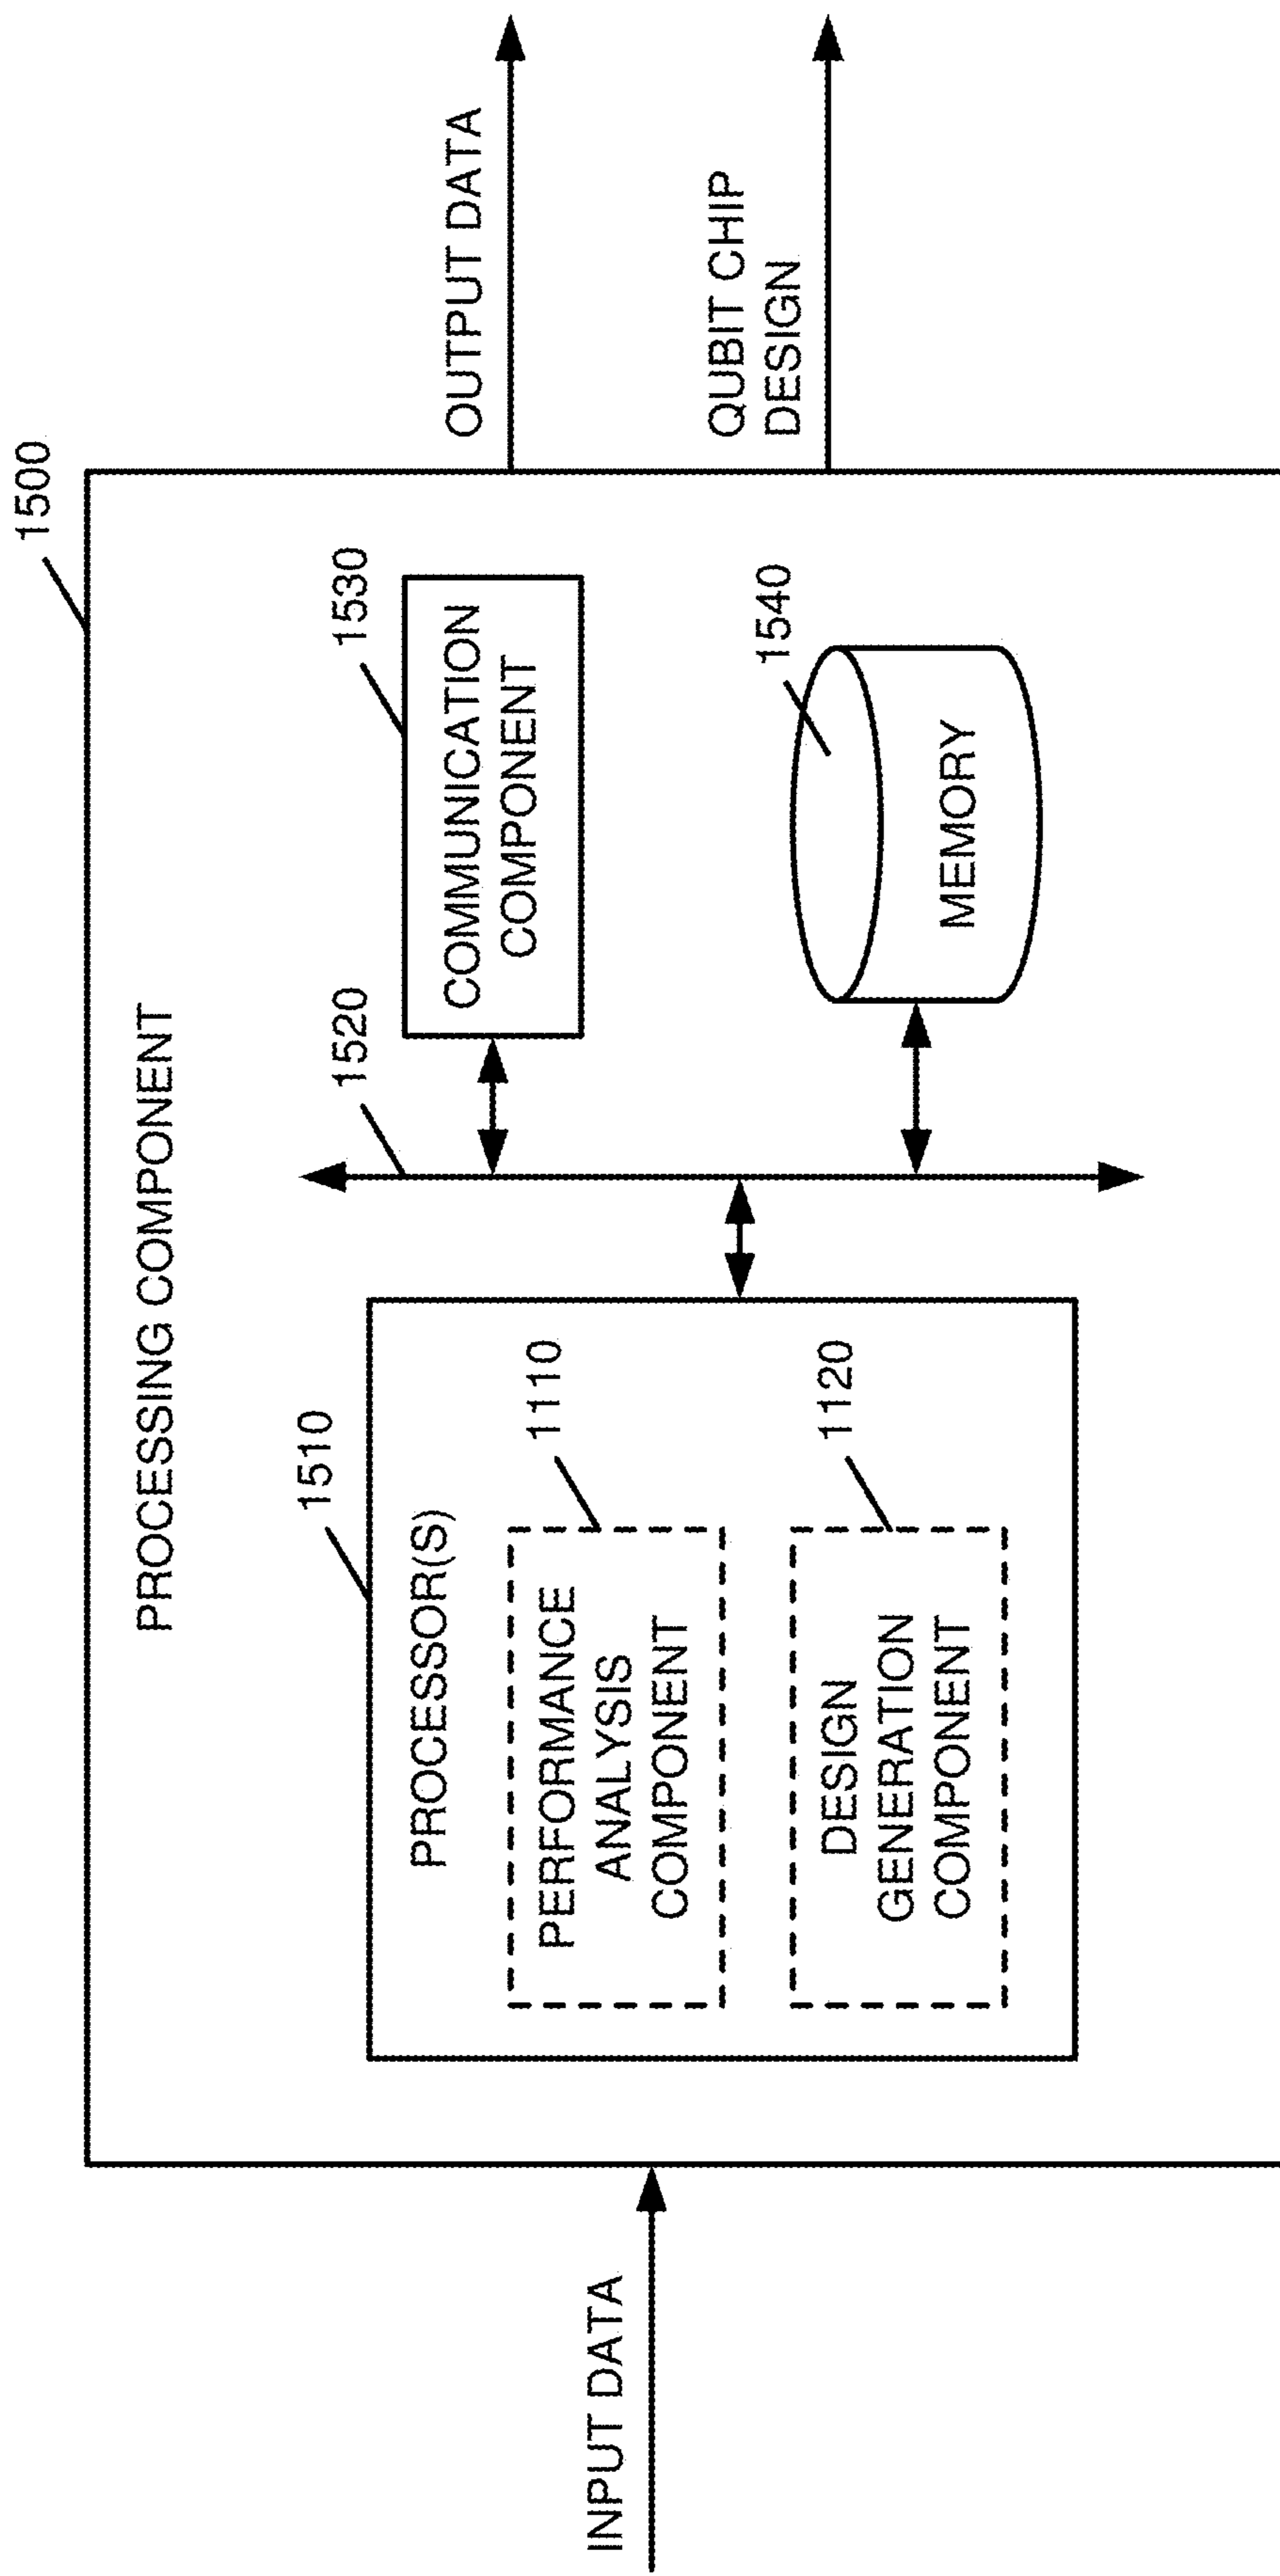 1500
PROCESSING COMPONENT
INPUT DATA
1510
PROCESSOR(S)
1110
PERFORMANCE
ANALYSIS
COMPONENT
1120
DESIGN
GENERATION
COMPONENT
1520
1530
COMMUNICATION
COMPONENT
1540
MEMORY
OUTPUT DATA
QUBIT CHIP
DESIGN